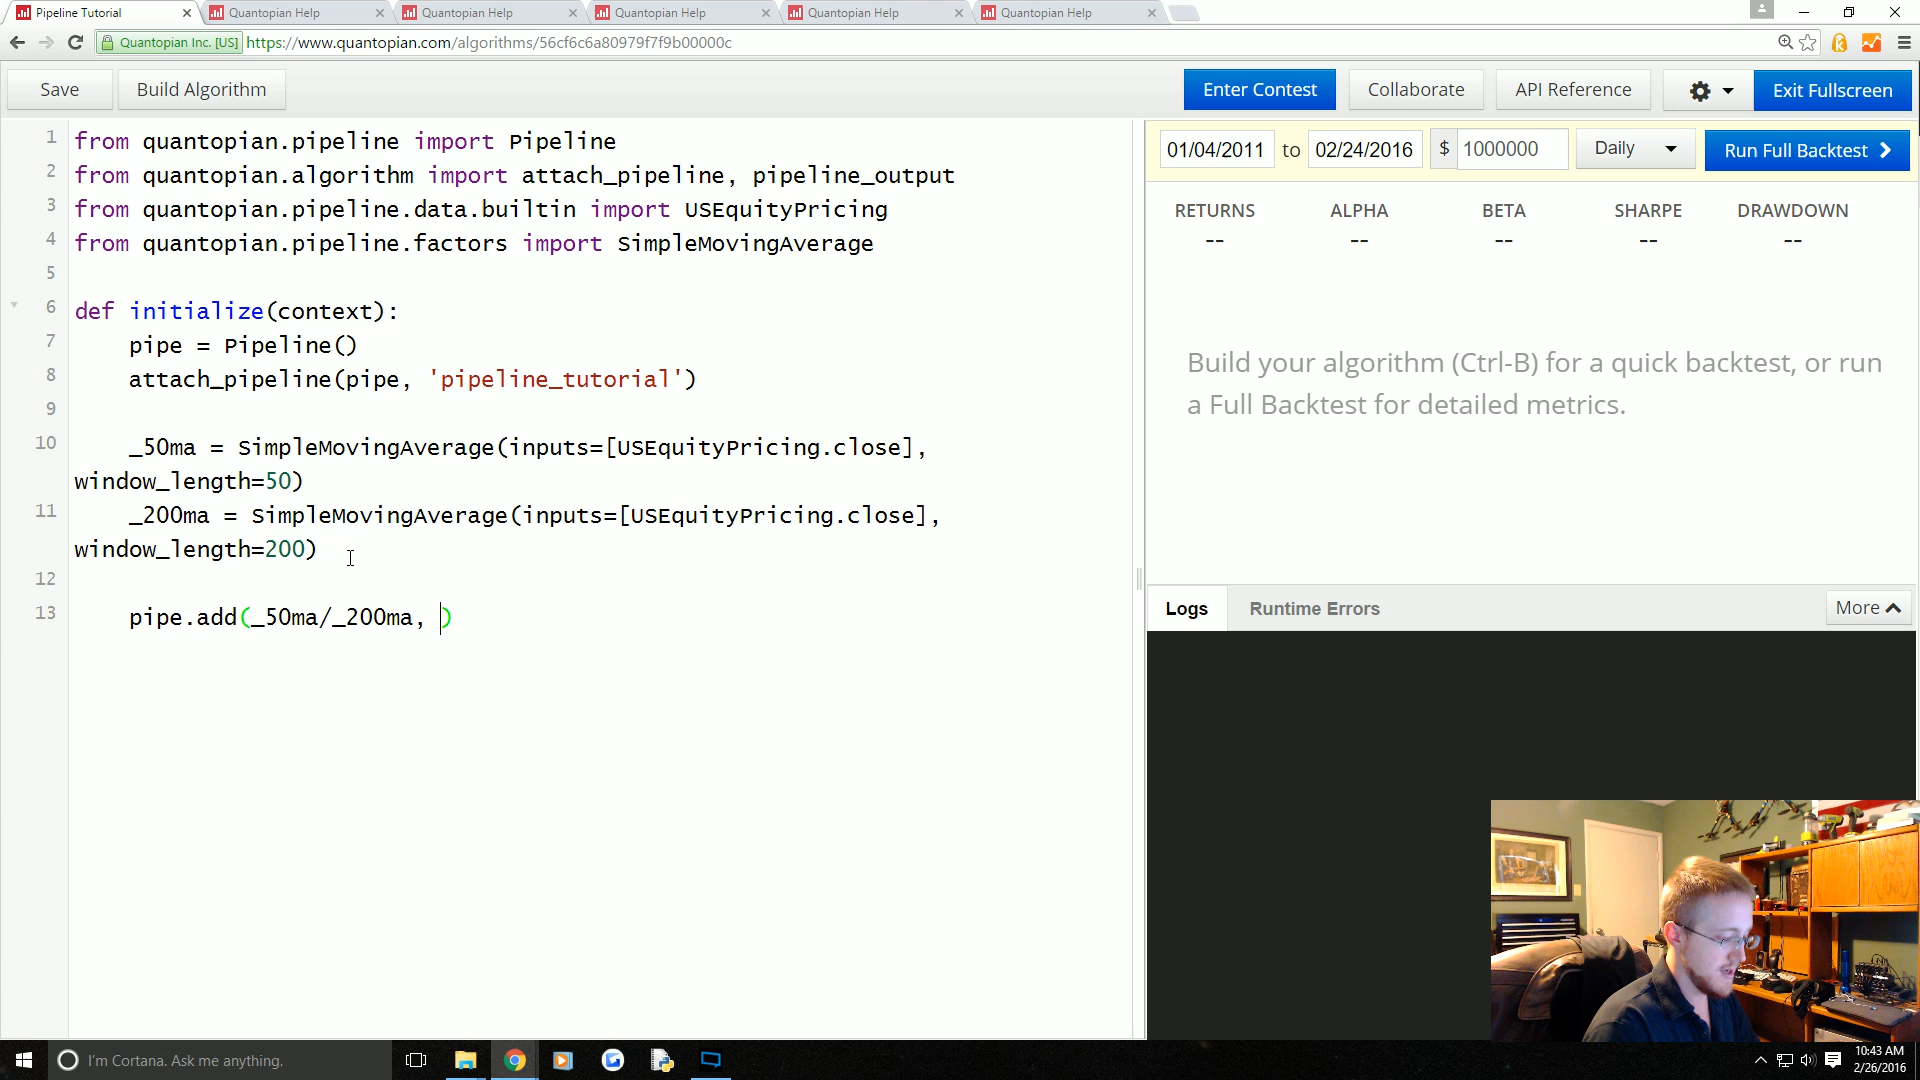 Pipeline Tutorial
Quantopian Help
Quantopian Help
Quantopian Help
Quantopian Help
Quantopian Help
Quantopian Inc. [US] https://www.quantopian.com/algorithms/56cf6c6a80979f7f9b00000c
Save
Build Algorithm
Enter Contest
Collaborate
API Reference
Exit Fullscreen
1 from quantopian.pipeline import Pipeline
2 from quantopian.algorithm import attach_pipeline, pipeline_output
3 from quantopian.pipeline.data.builtin import USEquityPricing
4 from quantopian.pipeline.factors import SimpleMovingAverage
5
6 def initialize(context):
7 pipe = Pipeline()
8 attach_pipeline(pipe, 'pipeline_tutorial')
9
10 _50ma = SimpleMovingAverage(inputs=[USEquityPricing.close],
window_length=50)
11 _200ma = SimpleMovingAverage(inputs=[USEquityPricing.close],
window_length=200)
12
13 pipe.add(_50ma/_200ma, )
01/04/2011 to 02/24/2016 $ 1000000 Daily Run Full Backtest
RETURNS ALPHA BETA SHARPE DRAWDOWN
-- -- -- -- --
Build your algorithm (Ctrl-B) for a quick backtest, or run
a Full Backtest for detailed metrics.
Logs
Runtime Errors
More
I'm Cortana. Ask me anything.
10:43 AM
2/26/2016